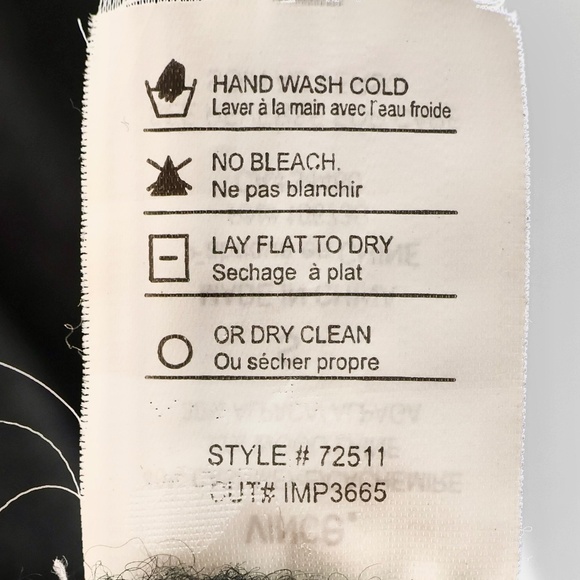 HAND WASH COLD
Laver à la main avec l'eau froide
NO BLEACH.
Ne pas blanchir
LAY FLAT TO DRY
Sechage à plat
OR DRY CLEAN
Ou sécher propre
STYLE # 72511
CUT# IMP3665